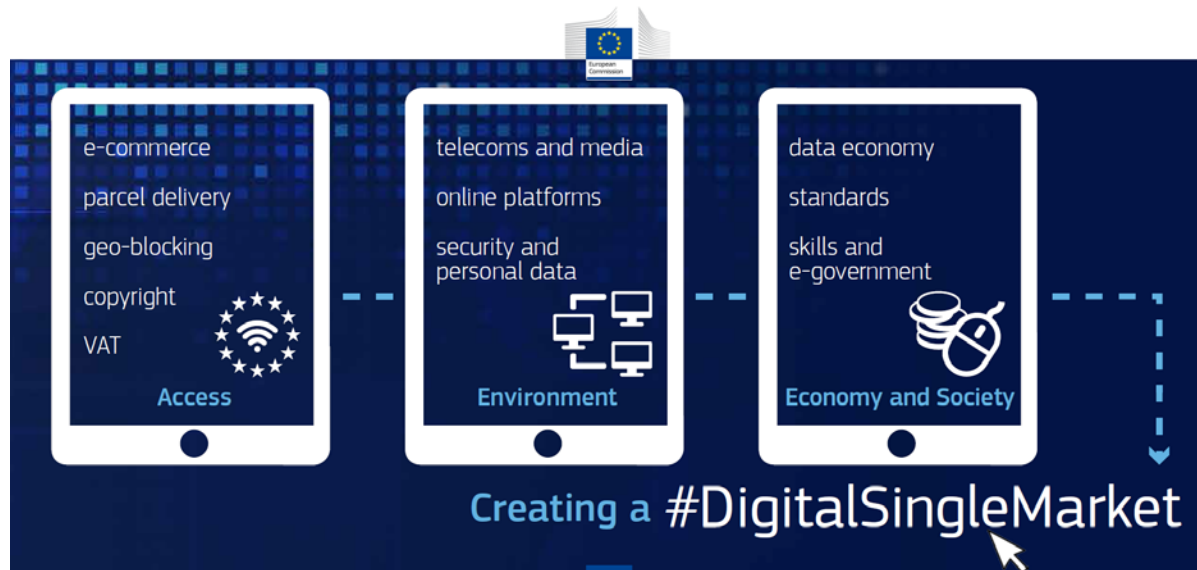 European
Commission
e-commerce
parcel delivery
geo-blocking
copyright
VAT
Access
telecoms and media
online platforms
security and
personal data
Environment
data economy
standards
skills and
e-government
Economy and Society
Creating a #DigitalSingleMarket